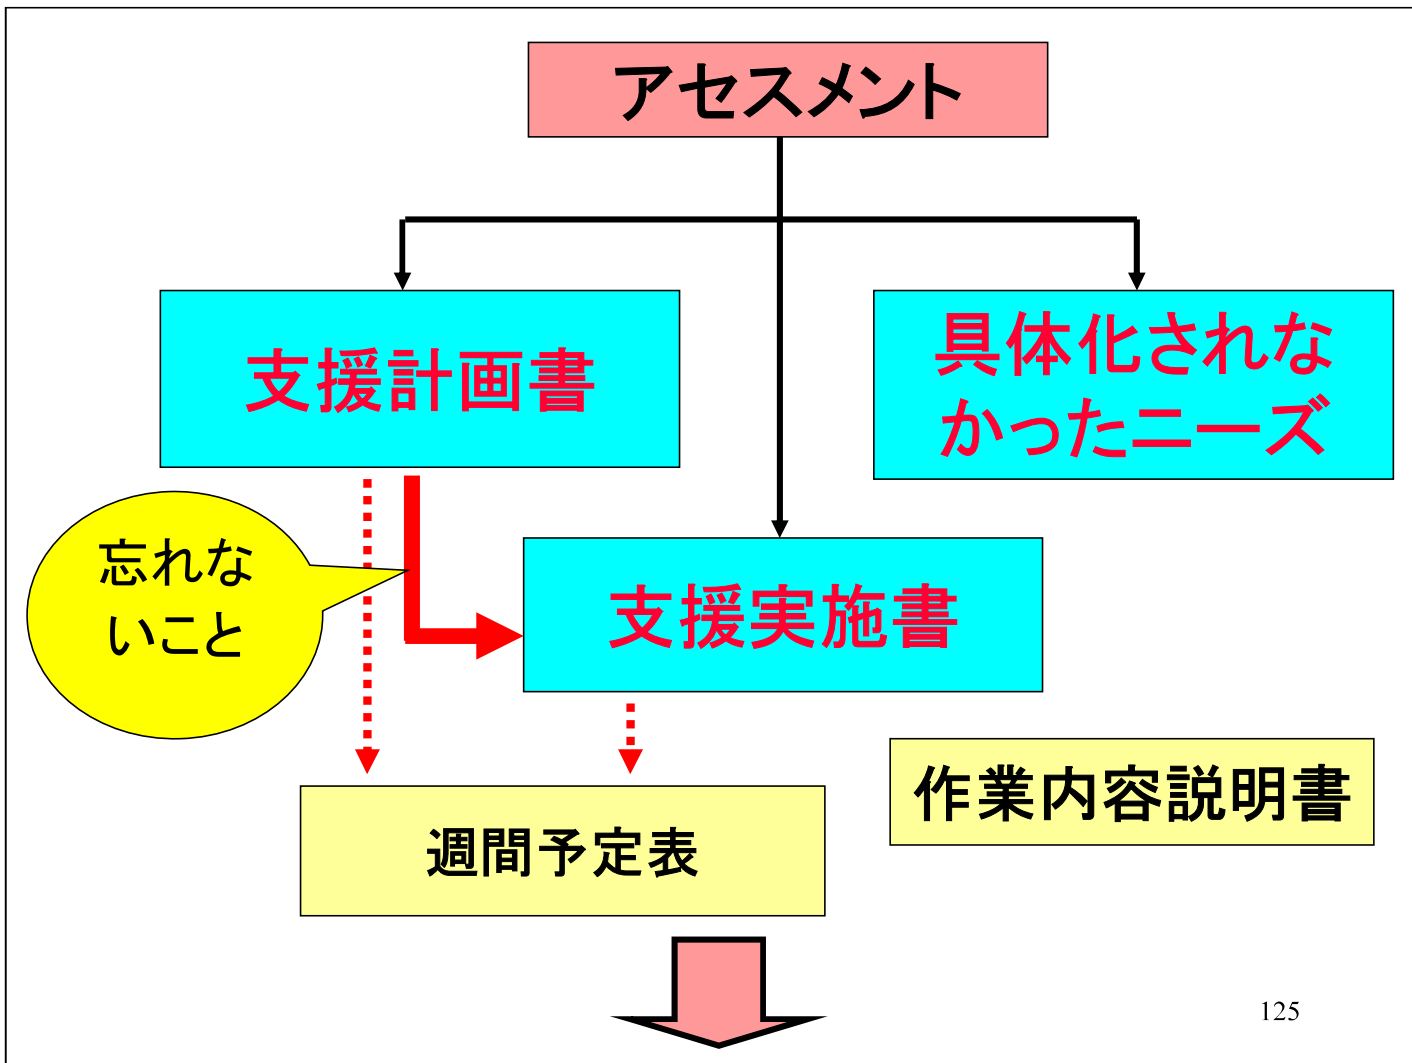 アセスメント
支援計画書
具体化されな
かったニーズ
忘れな
いこと
支援実施書
作業内容説明書
週間予定表
125